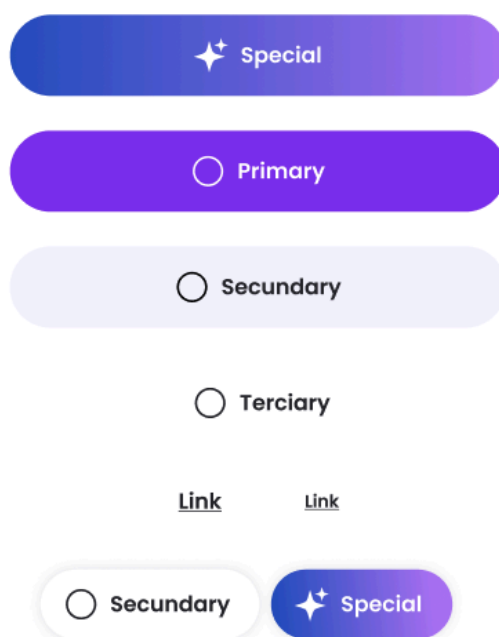 Special
Primary
Secundary
Terciary
Link Link
Secundary Special